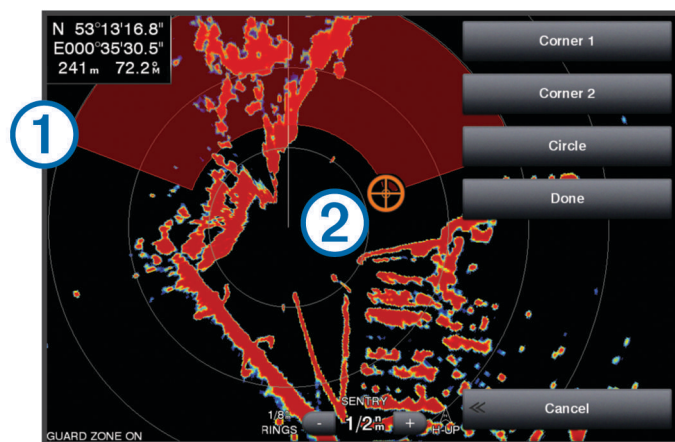 N 53°13'16.8"
E000°35'30.5"
241m 72.2°M
Corner 1
Corner 2
Circle
Done
1
2
SENTRY
1/8
RINGS
- 1/2nm +
H-UP
Cancel
GUARD ZONE ON